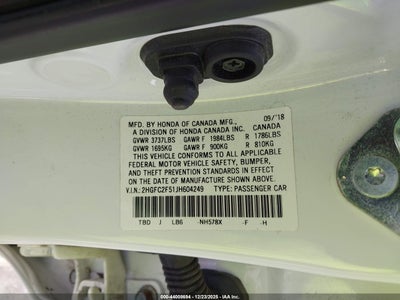 MFD. BY HONDA OF CANADA MFG., 09/'18
A DIVISION OF HONDA CANADA INC. CANADA
GVWR 3737LBS GAWR F 1984LBS R 1786LBS
GVWR 1695KG GAWR F 900KG R 810KG
THIS VEHICLE CONFORMS TO ALL APPLICABLE
FEDERAL MOTOR VEHICLE SAFETY, BUMPER,
AND THEFT PREVENTION STANDARDS IN EFFECT
ON THE DATE OF MANUFACTURE SHOWN ABOVE.
V.I.N.: 2HGFC2F51JH604249 TYPE: PASSENGER CAR
TBD J LB6 -NH578X -F -H
000-44008684 - 12/23/2025 - IAAI.COM